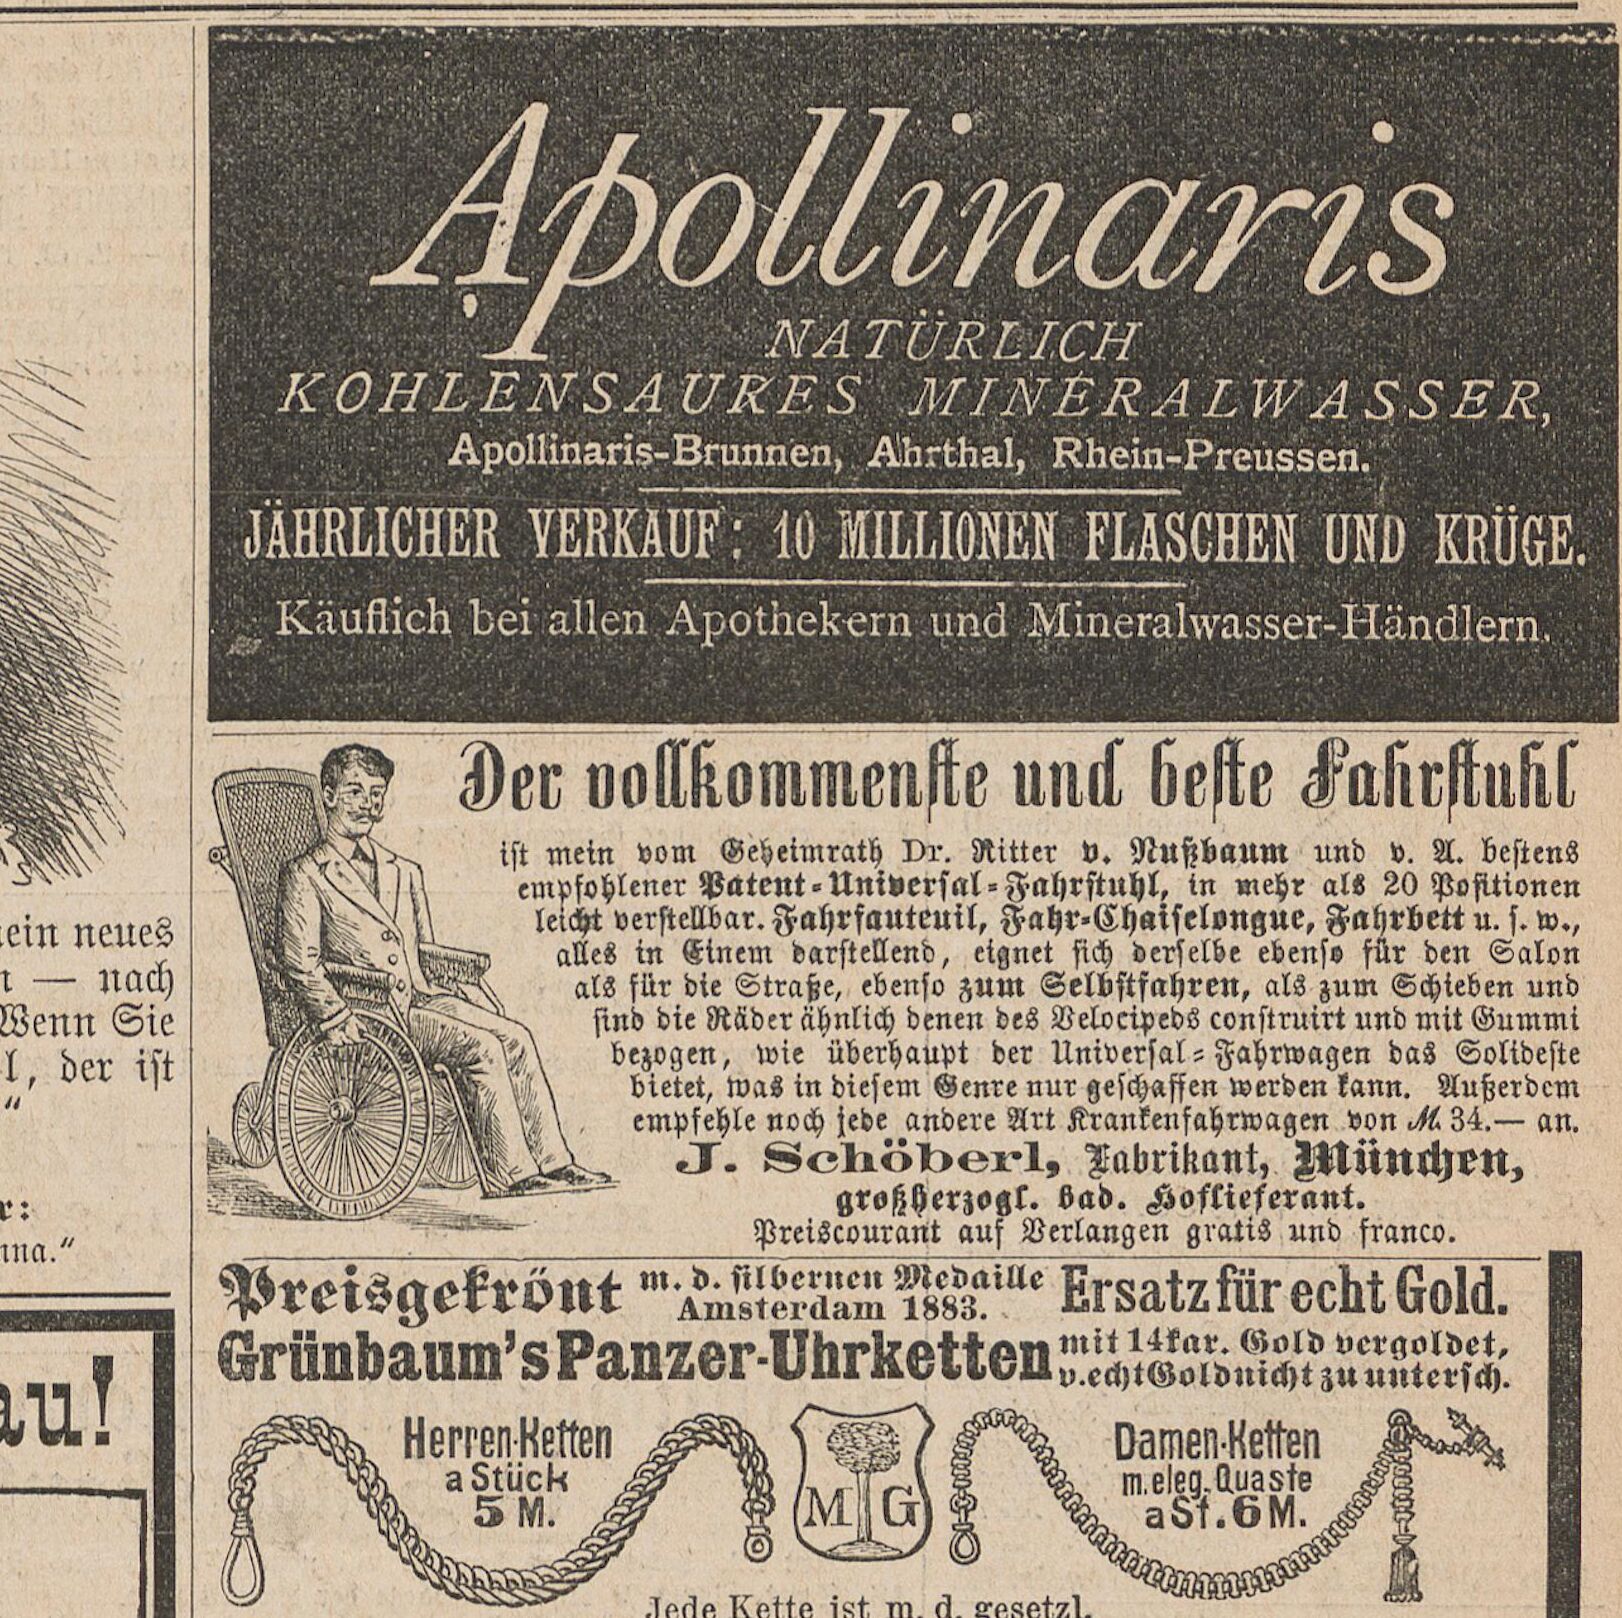 Apollinaris
NATÜRLICH
KOHLENSAURES MINERALWASSER,
Apollinaris-Brunnen, Ahrthal, Rhein-Preussen.
JÄHRLICHER VERKAUF: 10 MILLIONEN FLASCHEN UND KRÜGE.
Käuflich bei allen Apothekern und Mineralwasser-Händlern.
Der vollkommenste und beste Fahrstuhl
ist mein vom Geheimrath Dr. Ritter v. Nußbaum und v. A. bestens
empfohlener Patent-Universal-Fahrstuhl, in mehr als 20 Positionen
leicht verstellbar. Fahrfauteuil, Fahr-Chaiselongue, Fahrbett u. s. w.,
alles in Einem darstellend, eignet sich derselbe ebenso für den Salon
als für die Straße, ebenso zum Selbstfahren, als zum Schieben und
sind die Räder ähnlich denen des Velocipeds construirt und mit Gummi
bezogen, wie überhaupt der Universal-Fahrwagen das Solideste
bietet, was in diesem Genre nur geschaffen werden kann. Außerdem
empfehle noch jede andere Art Krankenfahrwagen von M. 34.— an.
J. Schöberl, Fabrikant, München,
großherzogl. bad. Hoflieferant.
Preiscourant auf Verlangen gratis und franco.
Preisgekrönt m. d. silbernen Medaille Amsterdam 1883. Ersatz für echt Gold.
Grünbaum's Panzer-Uhrketten mit 14kar. Gold vergoldet,
v. echt Gold nicht zu untersch.
Herren-Ketten
a Stück
5 M.
M G
Damen-Ketten
m. eleg. Quaste
a St. 6 M.
Jede Kette ist m. d. gesetzl.
ein neues
— nach
Wenn Sie
l, der ist
“
r:
nna.“
au!